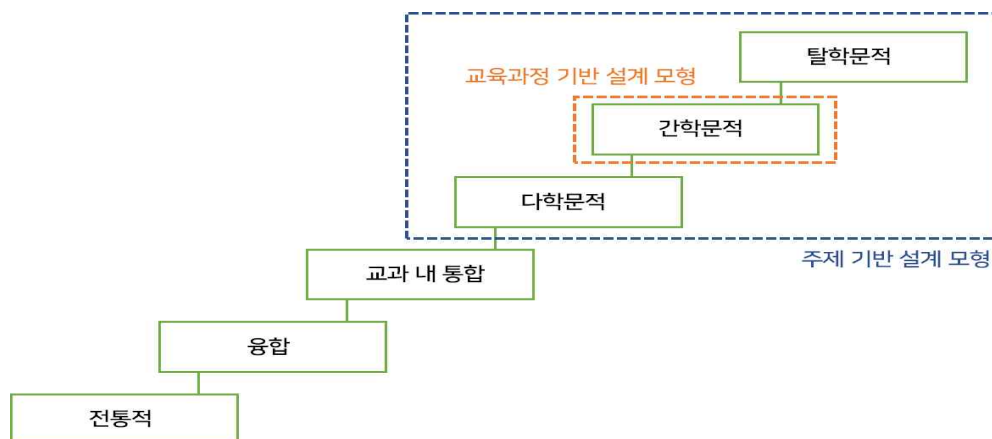 탈학문적
교육과정 기반 설계 모형
간학문적
다학문적
주제 기반 설계 모형
교과 내 통합
융합
전통적